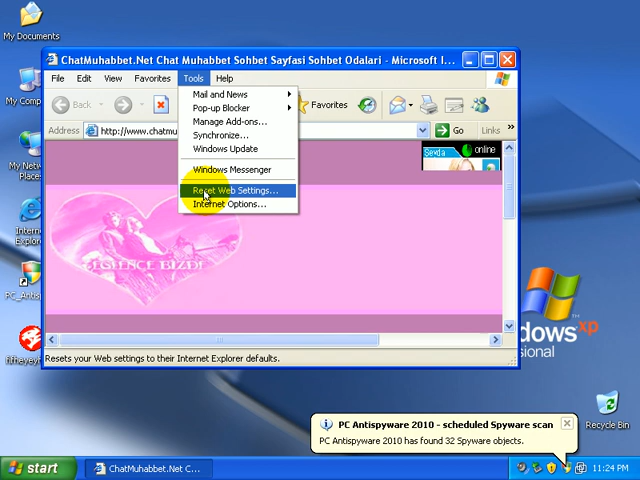 My Documents
My Comp
My Netw
Places
Intern
Explore
PC_Antisp
fifheyeyh
ChatMuhabbet.Net Chat Muhabbet Sohbet Sayfasi Sohbet Odalari - Microsoft I...
File Edit View Favorites Tools Help
Back Favorites
Address http://www.chatmu Go Links »
Mail and News
Pop-up Blocker
Manage Add-ons...
Synchronize...
Windows Update
Windows Messenger
Reset Web Settings...
Internet Options...
Sevda online
EGLENCE BIZDE
Resets your Web settings to their Internet Explorer defaults.
dows xp
sional
Recycle Bin
PC Antispyware 2010 - scheduled Spyware scan
PC Antispyware 2010 has found 32 Spyware objects.
start ChatMuhabbet.Net C... 11:24 PM